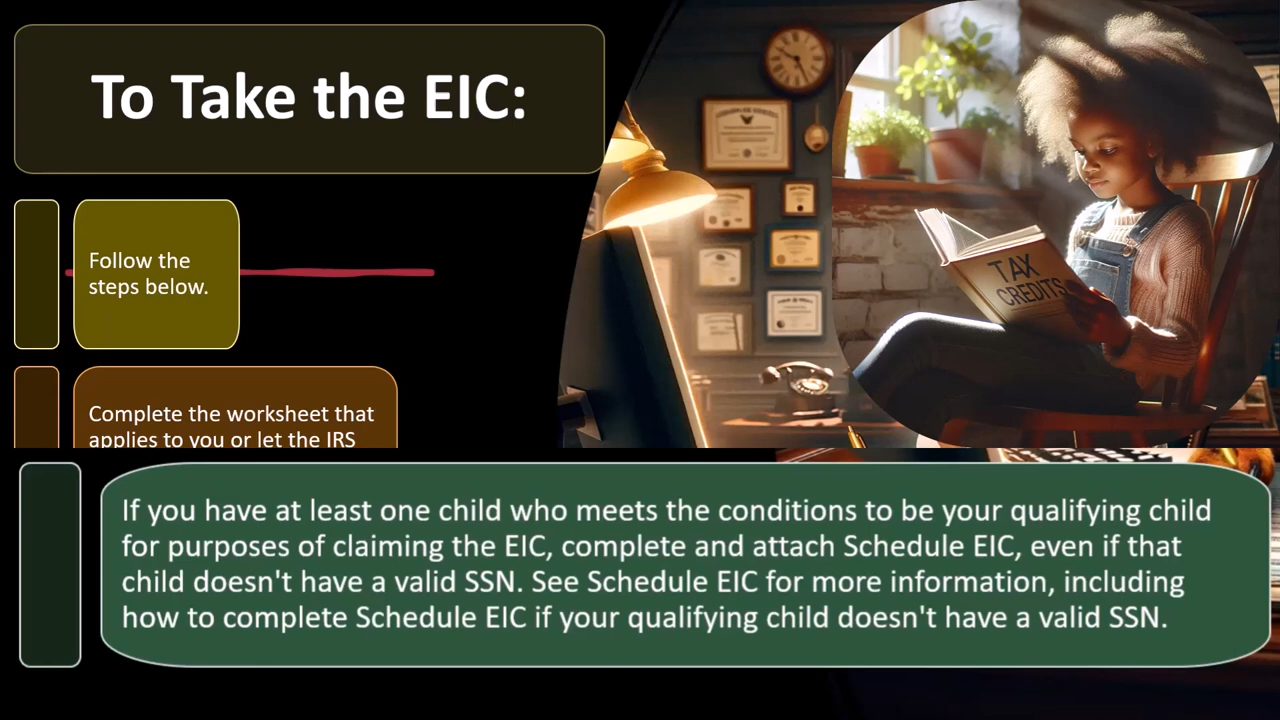 To Take the EIC:
Follow the
steps below.
Complete the worksheet that
applies to you or let the IRS
TAX
CREDITS
If you have at least one child who meets the conditions to be your qualifying child
for purposes of claiming the EIC, complete and attach Schedule EIC, even if that
child doesn't have a valid SSN. See Schedule EIC for more information, including
how to complete Schedule EIC if your qualifying child doesn't have a valid SSN.